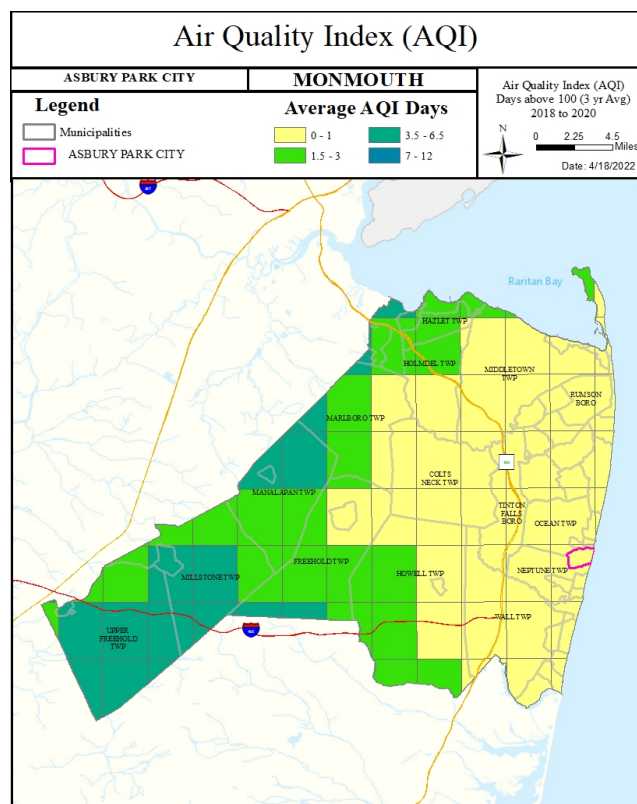 Air Quality Index (AQI)
ASBURY PARK CITY
MONMOUTH
Legend
Municipalities
ASBURY PARK CITY
Average AQI Days
0 - 1
3.5 - 6.5
1.5 - 3
7 - 12
Air Quality Index (AQI)
Days above 100 (3 yr Avg)
2018 to 2020
N
0 2.25 4.5
Miles
Date: 4/18/2022
Raritan Bay
HAZLET TWP
HOLMDEL TWP
MIDDLETOWN
TWP
RUMSON
BORO
MARLBORO TWP
COLTS
NECK TWP
MANALAPAN TWP
TINTON
FALLS
BORO
OCEAN TWP
FREEHOLD TWP
HOWELL TWP
NEPTUNE TWP
MILLSTONE TWP
WALL TWP
UPPER
FREEHOLD
TWP